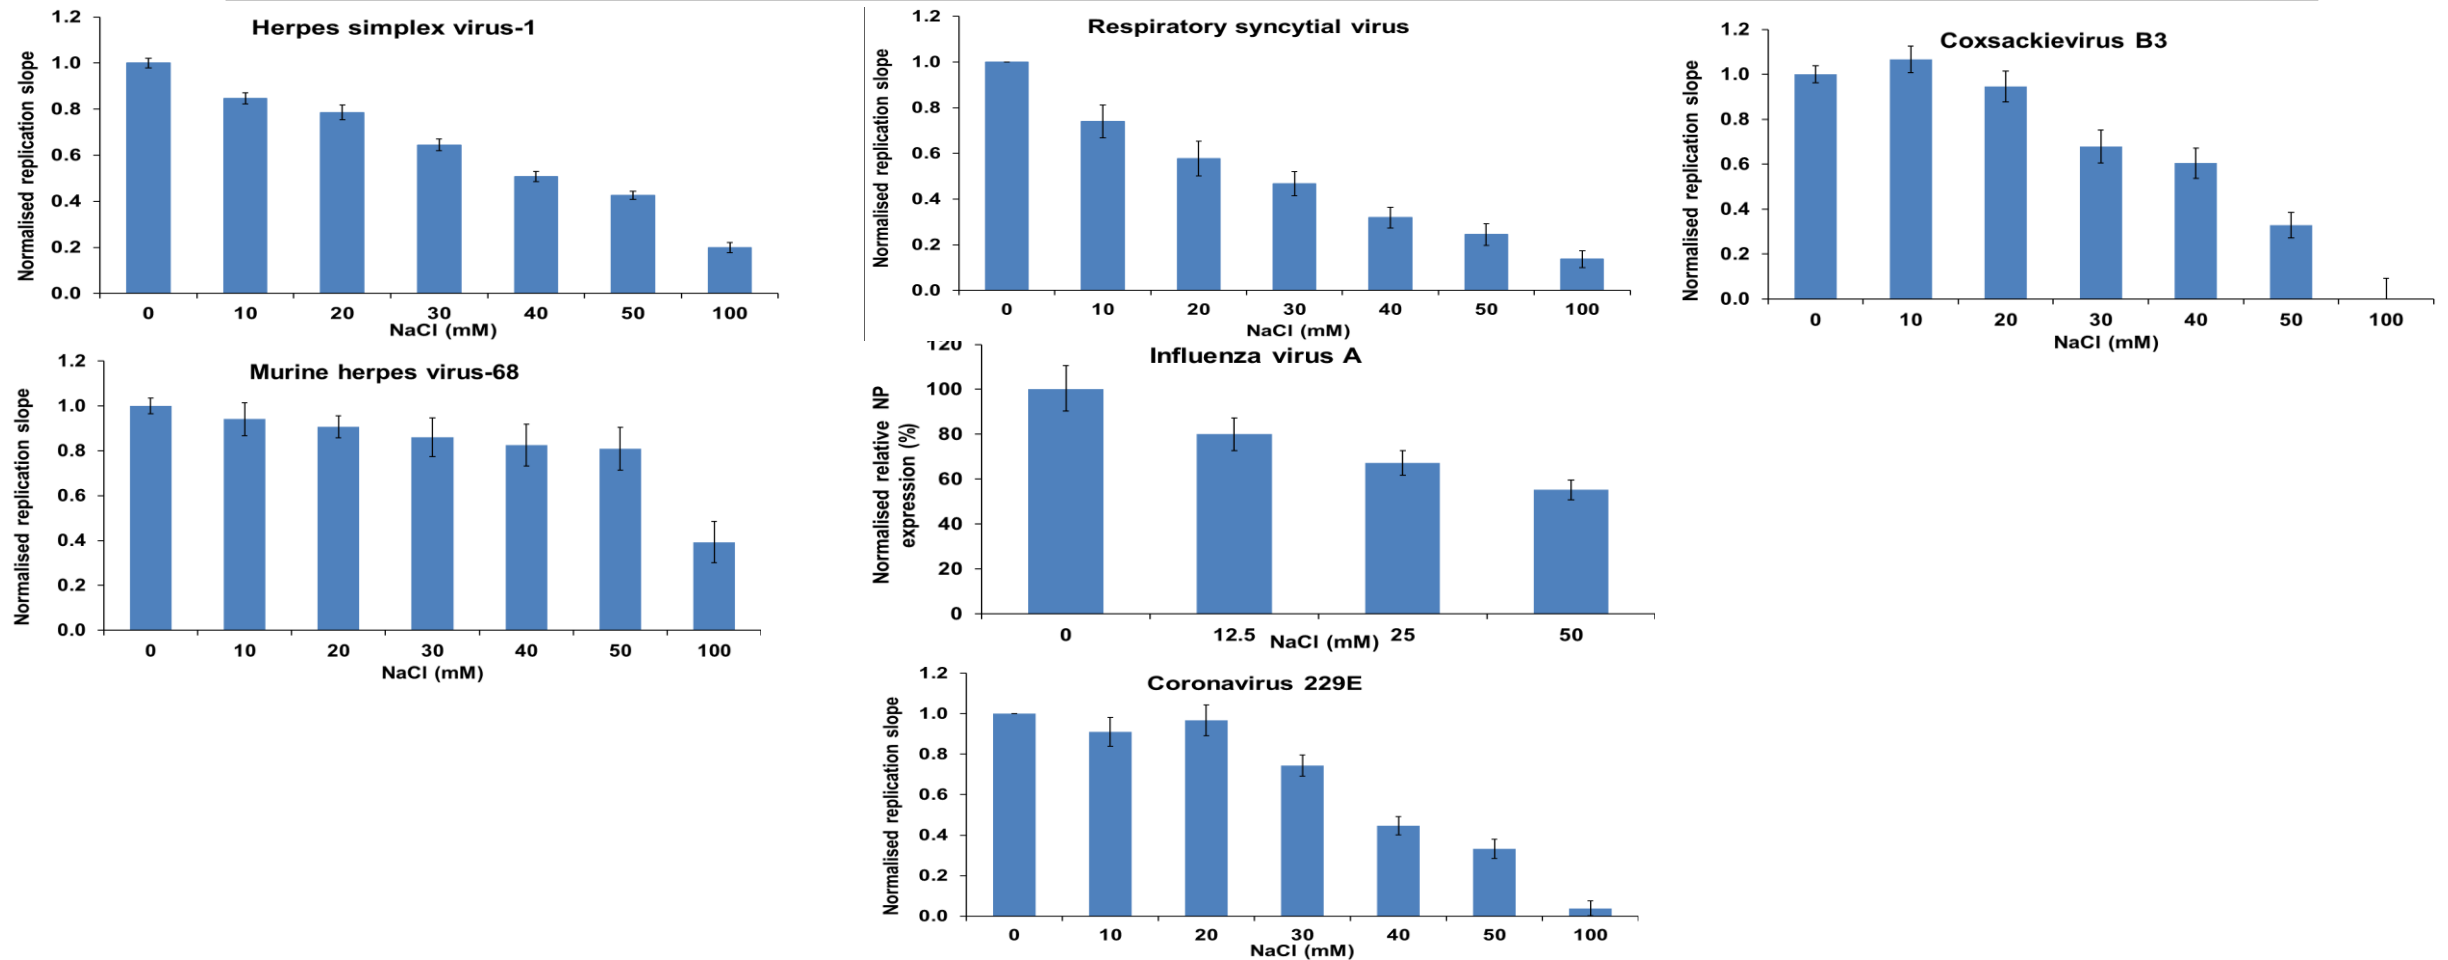 Herpes simplex virus-1
Normalised replication slope
1.2
1.0
0.8
0.6
0.4
0.2
0.0
0 10 20 30 40 50 100
NaCl (mM)
Respiratory syncytial virus
Normalised replication slope
1.2
1.0
0.8
0.6
0.4
0.2
0.0
0 10 20 30 40 50 100
NaCl (mM)
Coxsackievirus B3
Normalised replication slope
1.2
1.0
0.8
0.6
0.4
0.2
0.0
0 10 20 30 40 50 100
NaCl (mM)
Murine herpes virus-68
Normalised replication slope
1.2
1.0
0.8
0.6
0.4
0.2
0.0
0 10 20 30 40 50 100
NaCl (mM)
Influenza virus A
Normalised relative NP
expression (%)
120
100
80
60
40
20
0
0 12.5 25 50
NaCl (mM)
Coronavirus 229E
Normalised replication slope
1.2
1.0
0.8
0.6
0.4
0.2
0.0
0 10 20 30 40 50 100
NaCl (mM)